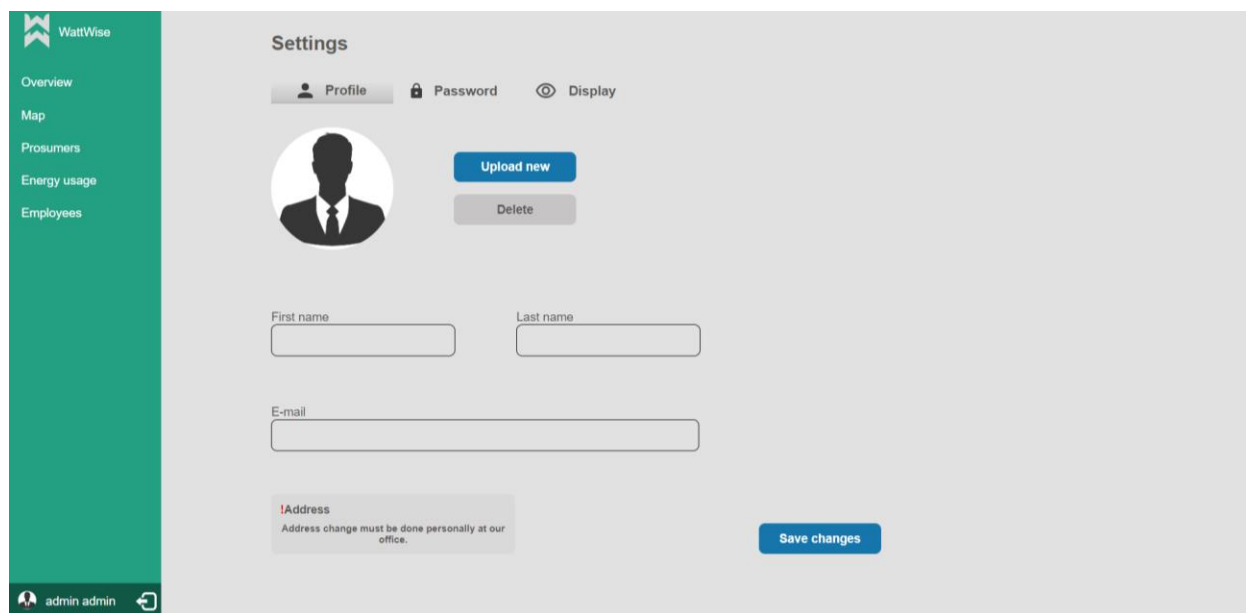 WattWise
Overview
Map
Prosumers
Energy usage
Employees
admin admin
Settings
Profile Password Display
Upload new
Delete
First name Last name
E-mail
!Address
Address change must be done personally at our
office.
Save changes